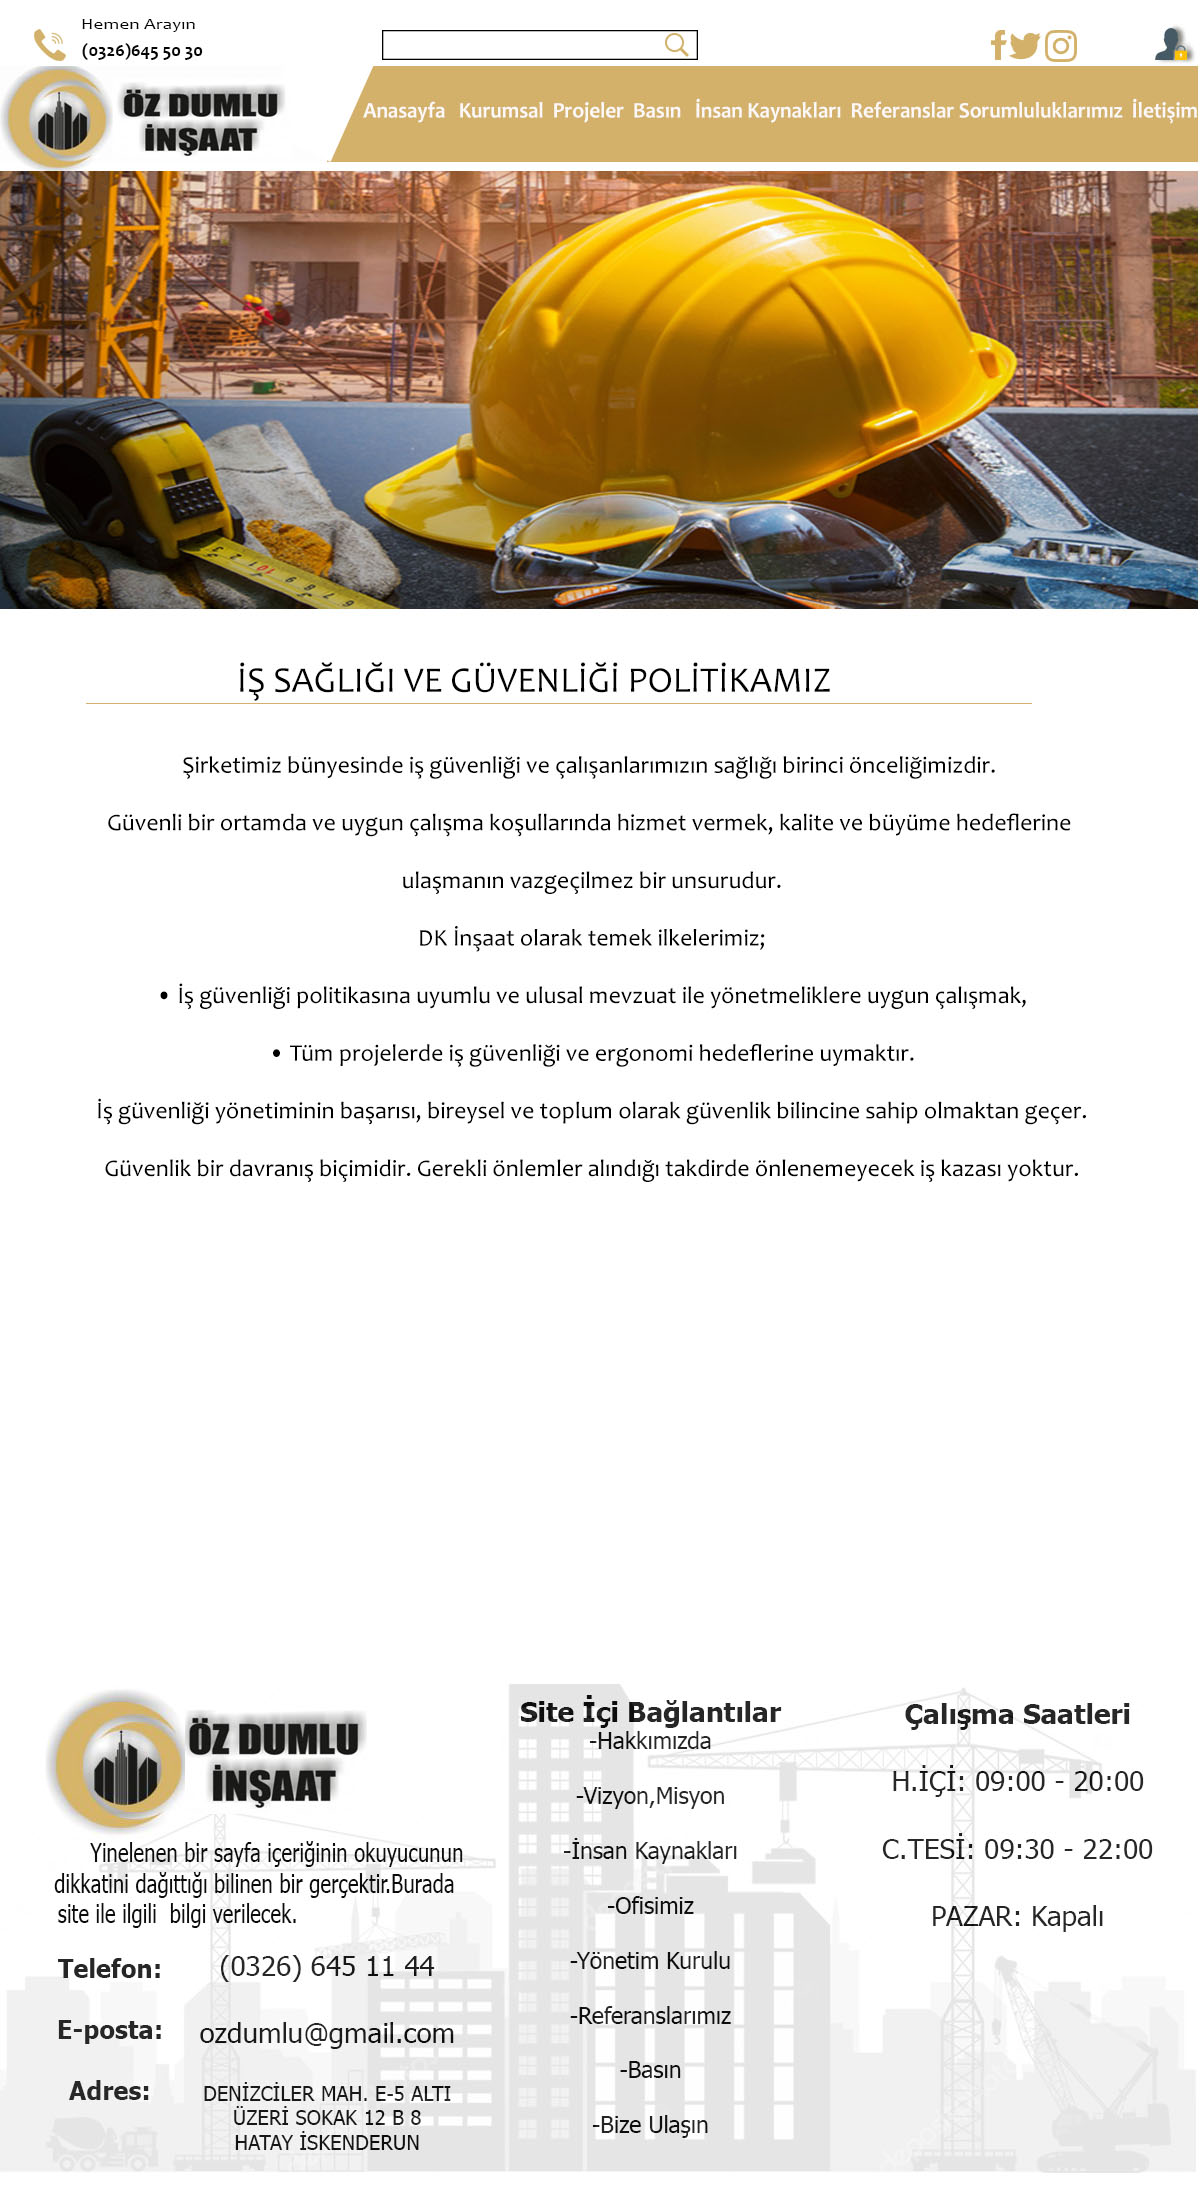 Hemen Arayın
(0326)645 50 30
ÖZ DUMLU
İNŞAAT
Anasayfa Kurumsal Projeler Basın İnsan Kaynakları Referanslar Sorumluluklarımız İletişim
İŞ SAĞLIĞI VE GÜVENLİĞİ POLİTİKAMIZ
Şirketimiz bünyesinde iş güvenliği ve çalışanlarımızın sağlığı birinci önceliğimizdir.
Güvenli bir ortamda ve uygun çalışma koşullarında hizmet vermek, kalite ve büyüme hedeflerine
ulaşmanın vazgeçilmez bir unsurudur.
DK İnşaat olarak temek ilkelerimiz;
• İş güvenliği politikasına uyumlu ve ulusal mevzuat ile yönetmeliklere uygun çalışmak,
• Tüm projelerde iş güvenliği ve ergonomi hedeflerine uymaktır.
İş güvenliği yönetiminin başarısı, bireysel ve toplum olarak güvenlik bilincine sahip olmaktan geçer.
Güvenlik bir davranış biçimidir. Gerekli önlemler alındığı takdirde önlenemeyecek iş kazası yoktur.
ÖZ DUMLU
İNŞAAT
Yinelenen bir sayfa içeriğinin okuyucunun
dikkatini dağıttığı bilinen bir gerçektir.Burada
site ile ilgili bilgi verilecek.
Telefon: (0326) 645 11 44
E-posta: ozdumlu@gmail.com
Adres: DENİZCİLER MAH. E-5 ALTI
ÜZERİ SOKAK 12 B 8
HATAY İSKENDERUN
Site İçi Bağlantılar
-Hakkımızda
-Vizyon,Misyon
-İnsan Kaynakları
-Ofisimiz
-Yönetim Kurulu
-Referanslarımız
-Basın
-Bize Ulaşın
Çalışma Saatleri
H.İÇİ: 09:00 - 20:00
C.TESİ: 09:30 - 22:00
PAZAR: Kapalı